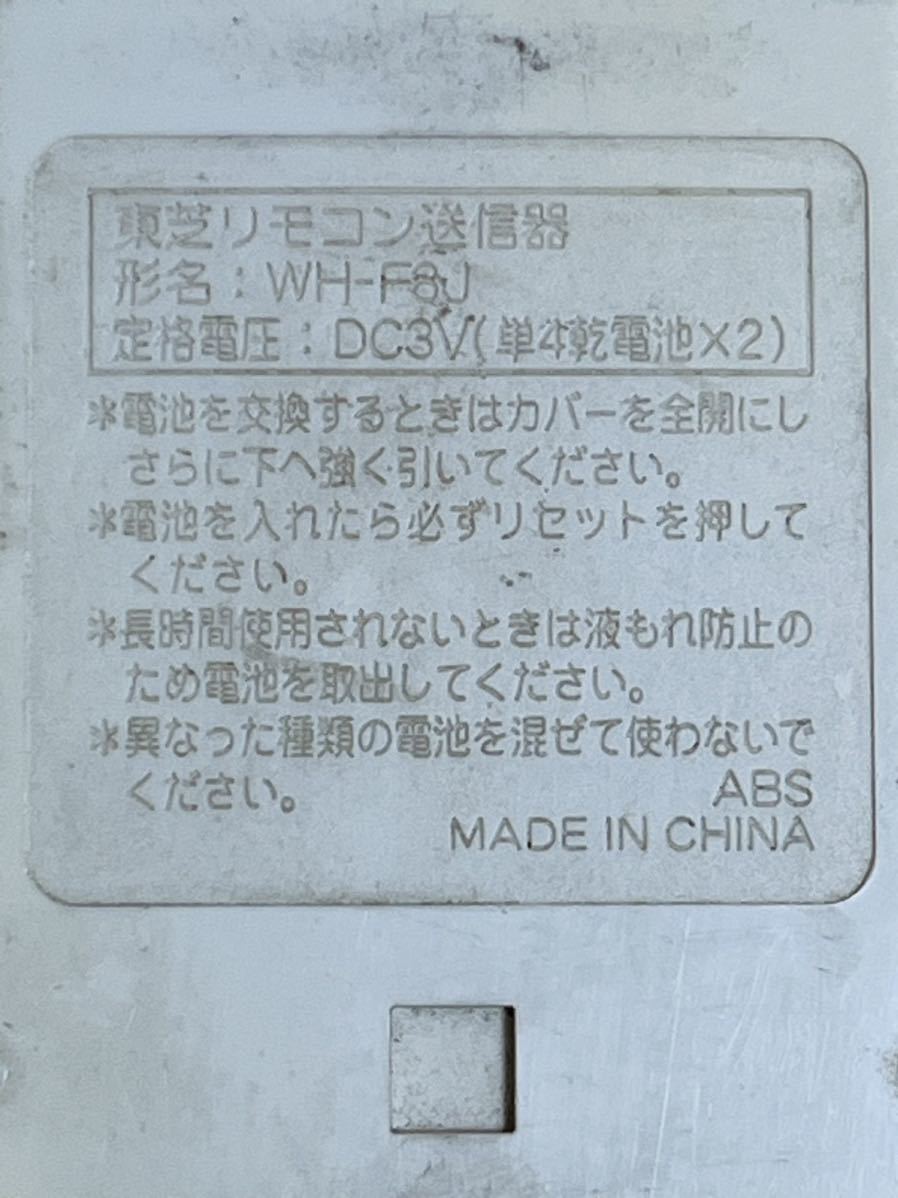 東芝リモコン送信器
形名：WH-F8J
定格電圧：DC3V(単4乾電池×2)
＊電池を交換するときはカバーを全開にし
さらに下へ強く引いてください。
＊電池を入れたら必ずリセットを押して
ください。
＊長時間使用されないときは液もれ防止の
ため電池を取出してください。
＊異なった種類の電池を混ぜて使わないで
ください。
ABS
MADE IN CHINA